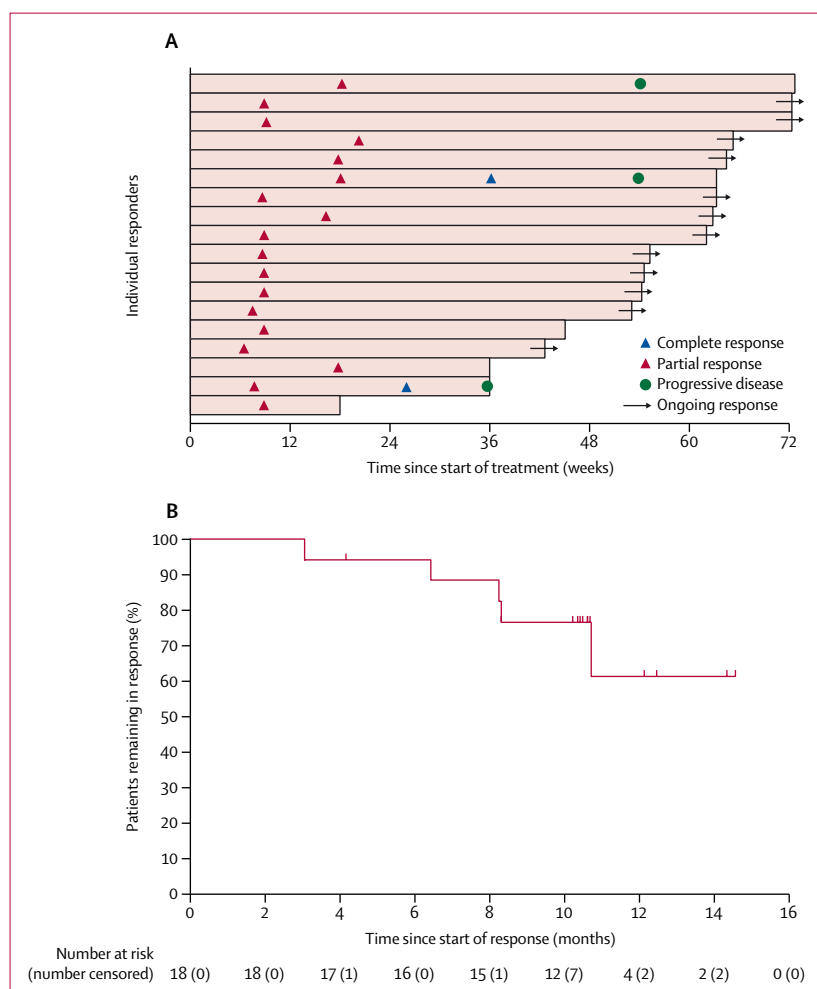 A
Individual responders
Complete response
Partial response
Progressive disease
Ongoing response
0 12 24 36 48 60 72
Time since start of treatment (weeks)
B
Patients remaining in response (%)
100
90
80
70
60
50
40
30
20
10
0
0 2 4 6 8 10 12 14 16
Time since start of response (months)
Number at risk
(number censored) 18 (0) 18 (0) 17 (1) 16 (0) 15 (1) 12 (7) 4 (2) 2 (2) 0 (0)